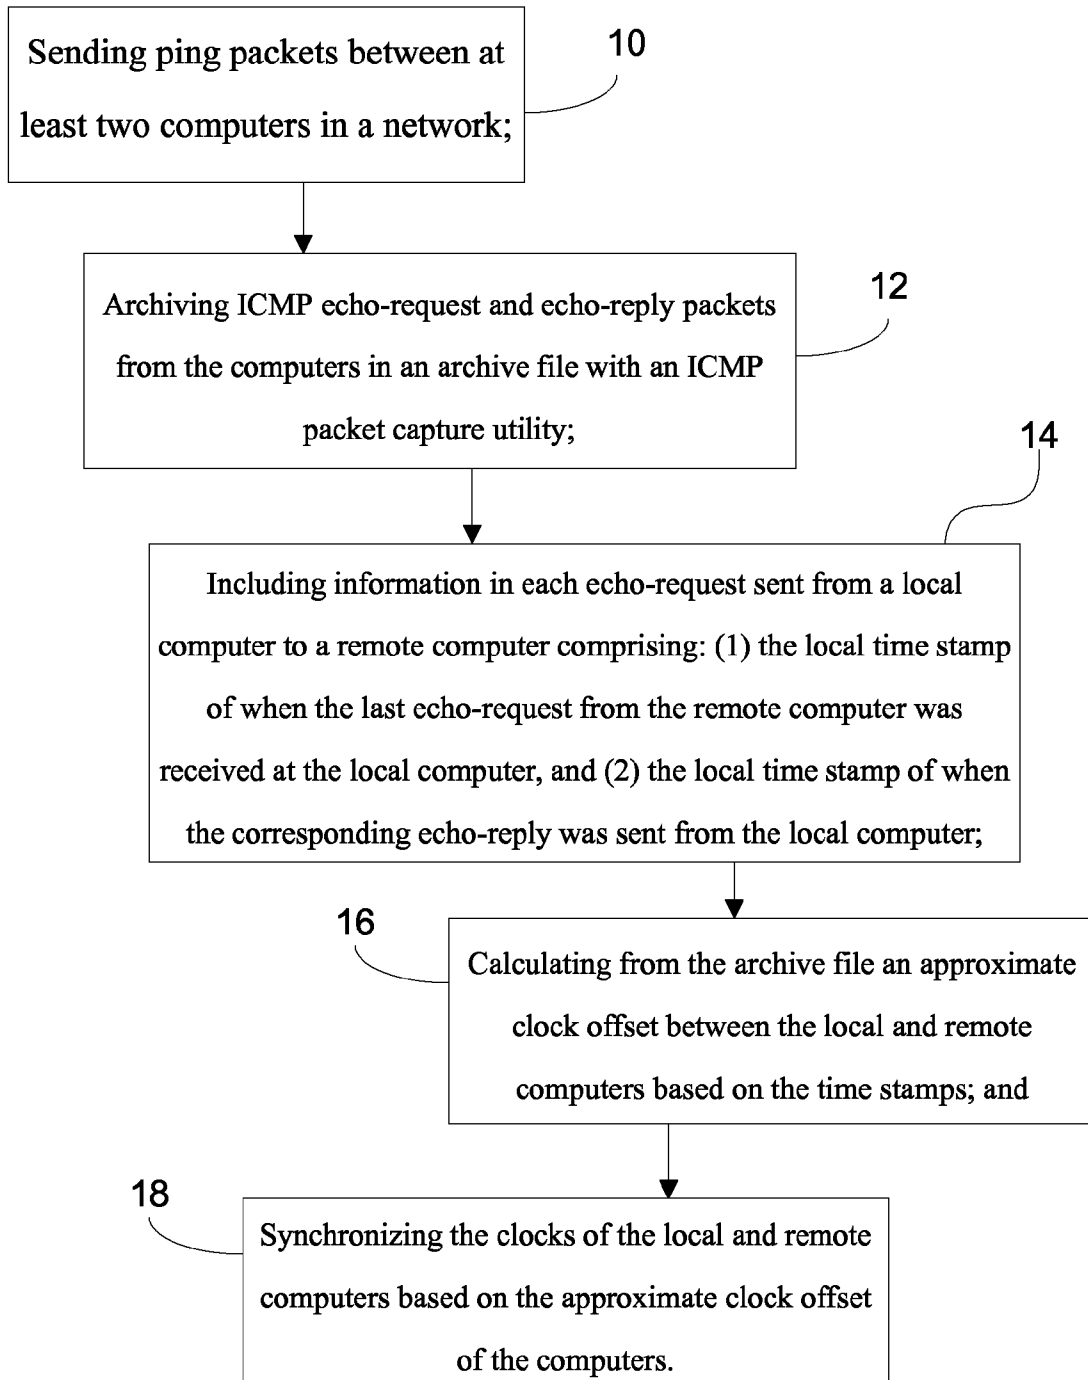 Sending ping packets between at
least two computers in a network;
10
Archiving ICMP echo-request and echo-reply packets
from the computers in an archive file with an ICMP
packet capture utility;
12
14
Including information in each echo-request sent from a local
computer to a remote computer comprising: (1) the local time stamp
of when the last echo-request from the remote computer was
received at the local computer, and (2) the local time stamp of when
the corresponding echo-reply was sent from the local computer;
16
Calculating from the archive file an approximate
clock offset between the local and remote
computers based on the time stamps; and
18
Synchronizing the clocks of the local and remote
computers based on the approximate clock offset
of the computers.